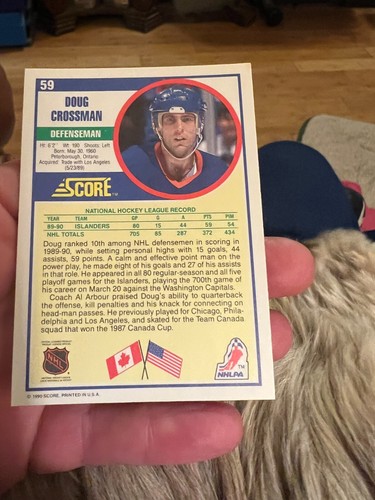 59
DOUG
CROSSMAN
DEFENSEMAN
Ht: 6'2" Wt: 190 Shoots: Left
Born: May 30, 1960
Peterborough, Ontario
Acquired: Trade with Los Angeles
(5/23/89)
SCORE™
NATIONAL HOCKEY LEAGUE RECORD
YEAR TEAM GP G A PTS PIM
89-90 ISLANDERS 80 15 44 59 54
NHL TOTALS 705 85 287 372 434
Doug ranked 10th among NHL defensemen in scoring in
1989-90, while setting personal highs with 15 goals, 44
assists, 59 points. A calm and effective point man on the
power play, he made eight of his goals and 27 of his assists
in that role. He appeared in all 80 regular-season and all five
playoff games for the Islanders, playing the 700th game of
his career on March 20 against the Washington Capitals.
Coach Al Arbour praised Doug's ability to quarterback
the offense, kill penalties and his knack for connecting on
head-man passes. He previously played for Chicago, Phila-
delphia and Los Angeles, and skated for the Team Canada
squad that won the 1987 Canada Cup.
NHL
NHLPA
© 1990 SCORE, PRINTED IN U.S.A.